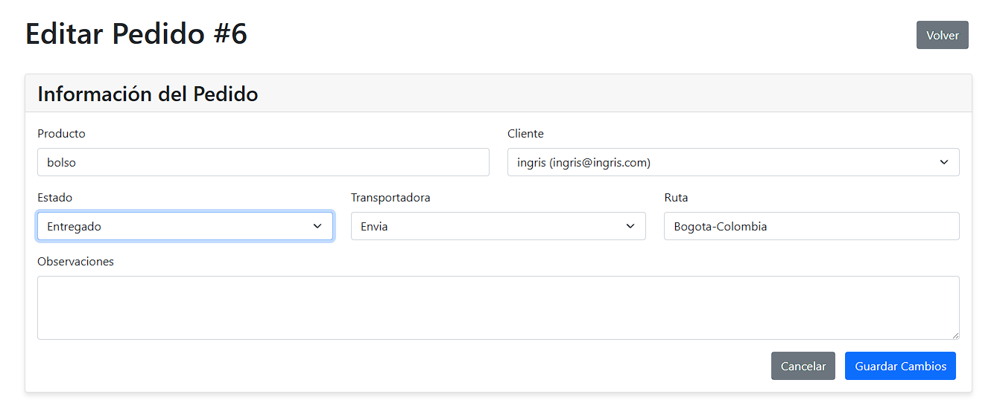 Editar Pedido #6
Volver
Información del Pedido
Producto
Cliente
bolso
ingris (ingris@ingris.com)
Estado
Transportadora
Ruta
Entregado
Envia
Bogota-Colombia
Observaciones
Cancelar
Guardar Cambios